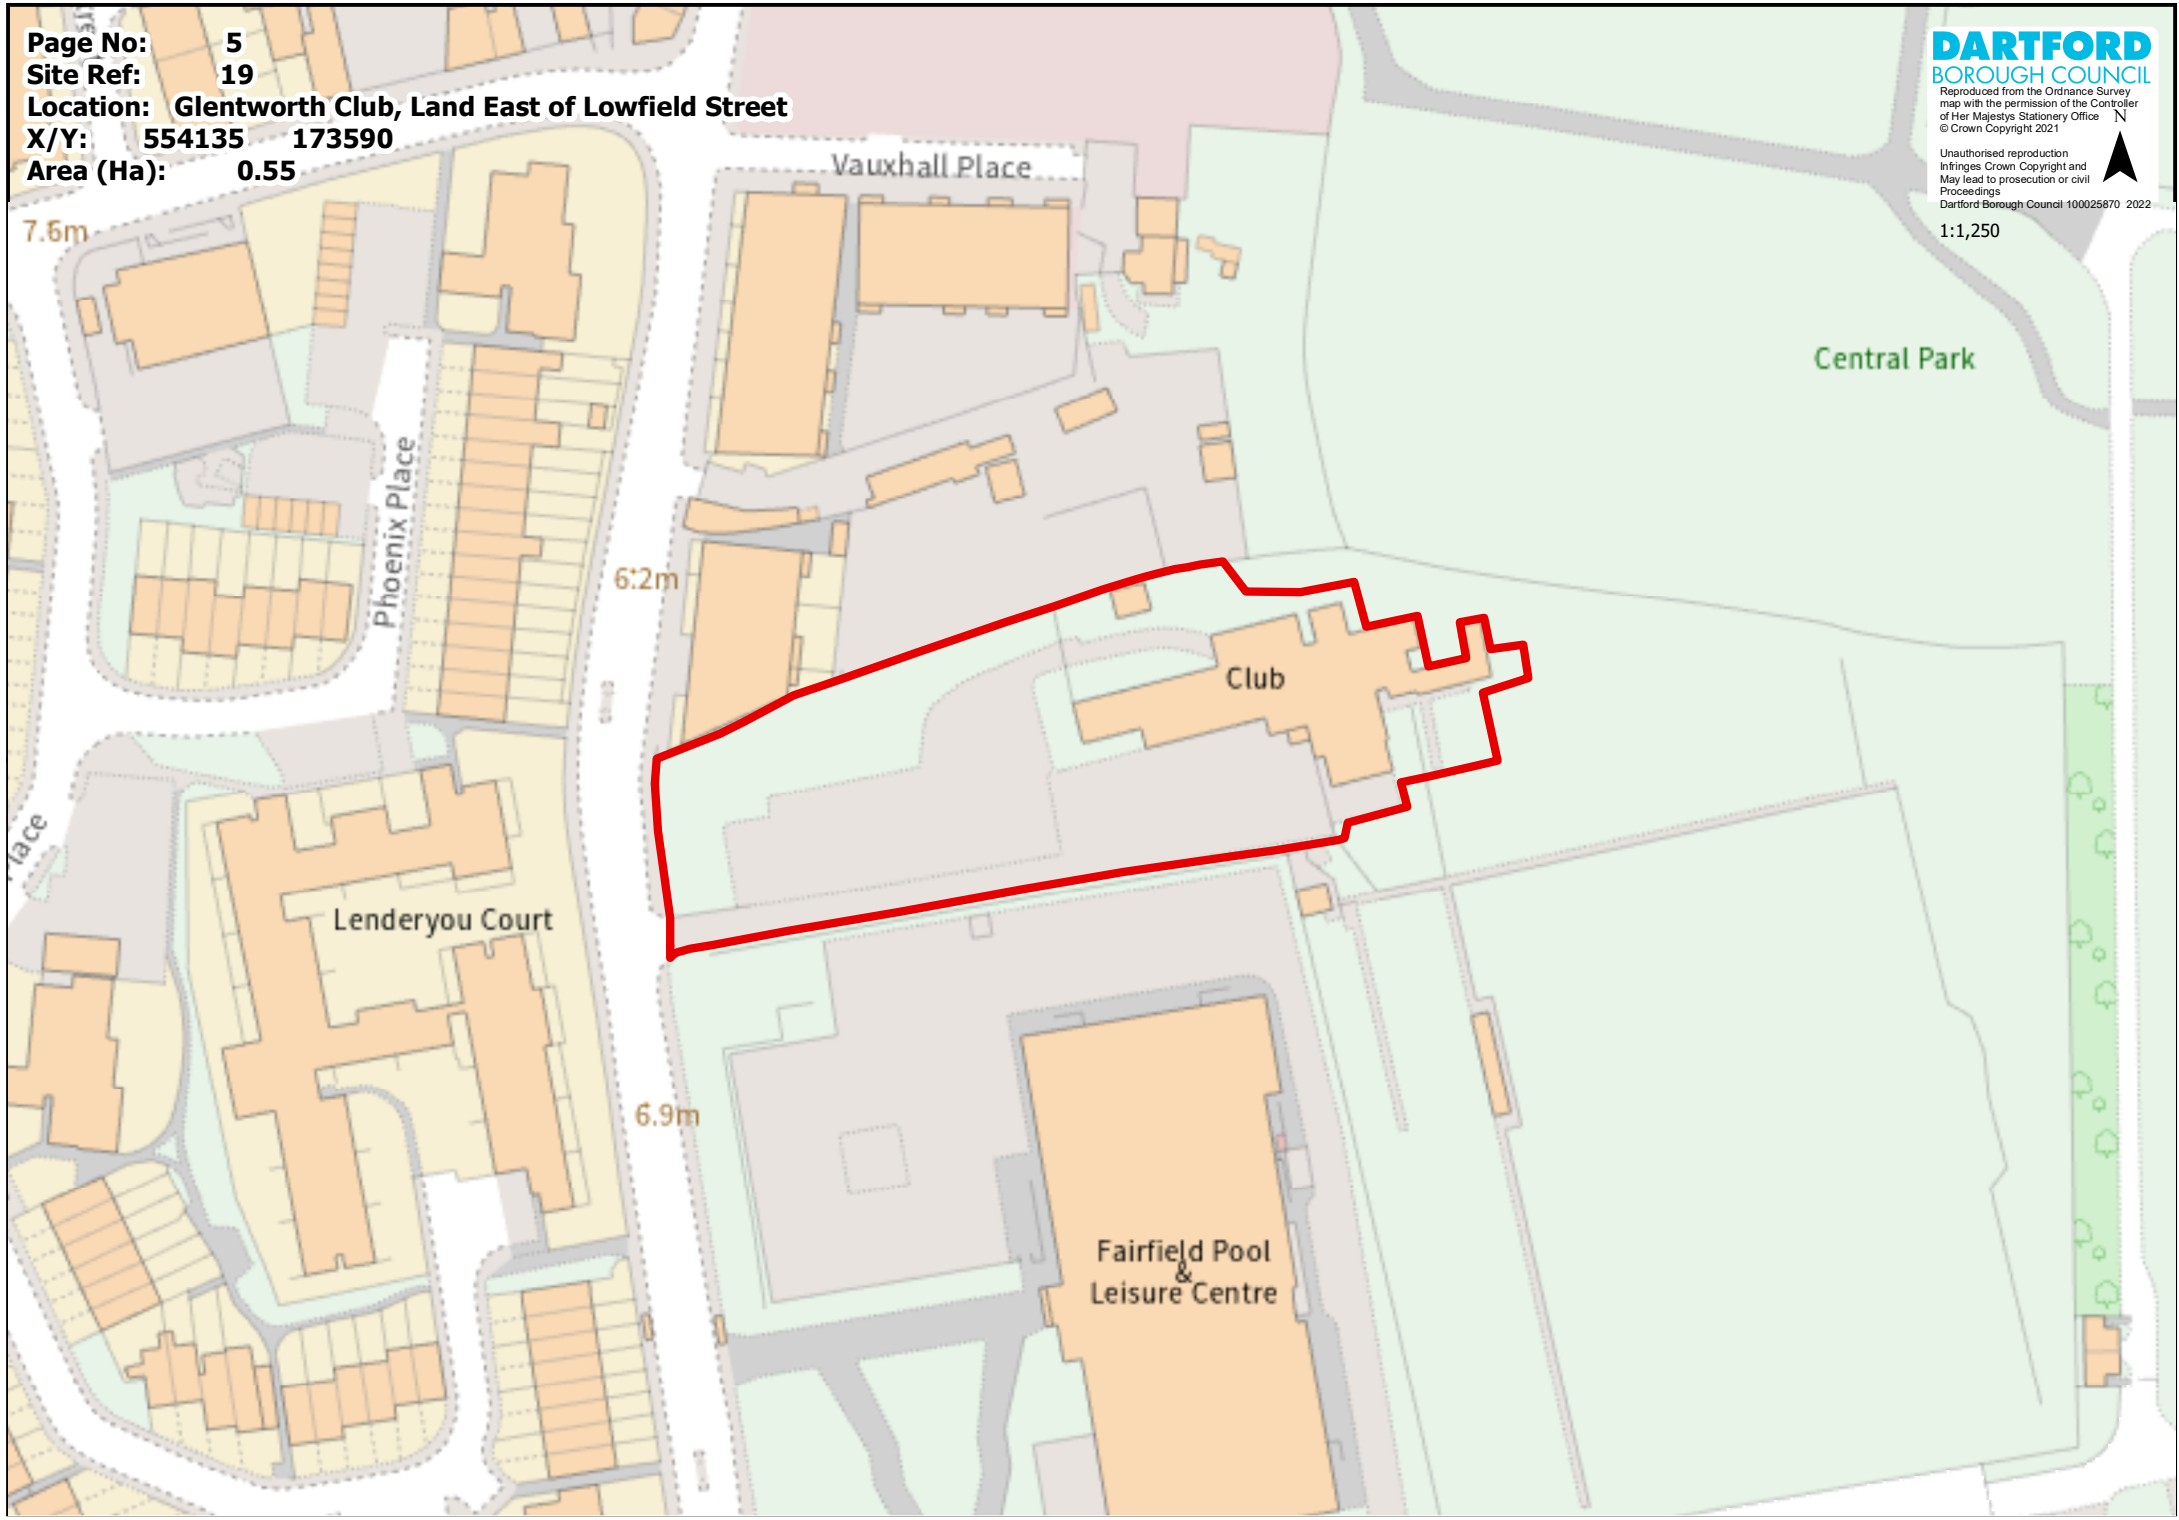 Page No: 5
Site Ref: 19
Location: Glentworth Club, Land East of Lowfield Street
X/Y: 554135 173590
Area (Ha): 0.55
DARTFORD
BOROUGH COUNCIL
Reproduced from the Ordnance Survey
map with the permission of the Controller
of Her Majestys Stationery Office
© Crown Copyright 2021
N
Unauthorised reproduction
Infringes Crown Copyright and
May lead to prosecution or civil
Proceedings
Dartford Borough Council 100025870 2022
1:1,250
Vauxhall Place
7.6m
Central Park
Phoenix Place
6.2m
Club
Place
Lenderyou Court
6.9m
Fairfield Pool
&
Leisure Centre